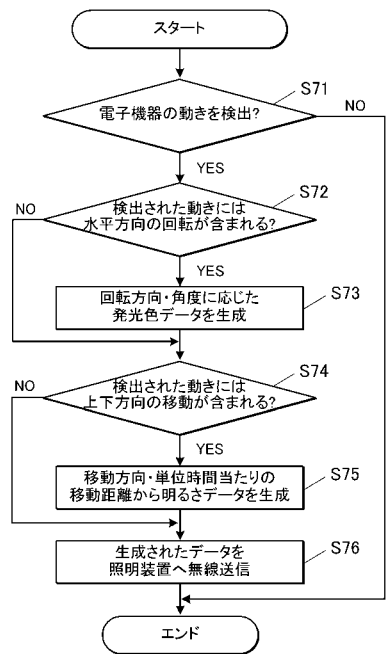 スタート
S71
電子機器の動きを検出?
NO
YES
S72
検出された動きには
水平方向の回転が含まれる?
NO
YES
S73
回転方向・角度に応じた
発光色データを生成
S74
検出された動きには
上下方向の移動が含まれる?
NO
YES
S75
移動方向・単位時間当たりの
移動距離から明るさデータを生成
S76
生成されたデータを
照明装置へ無線送信
エンド